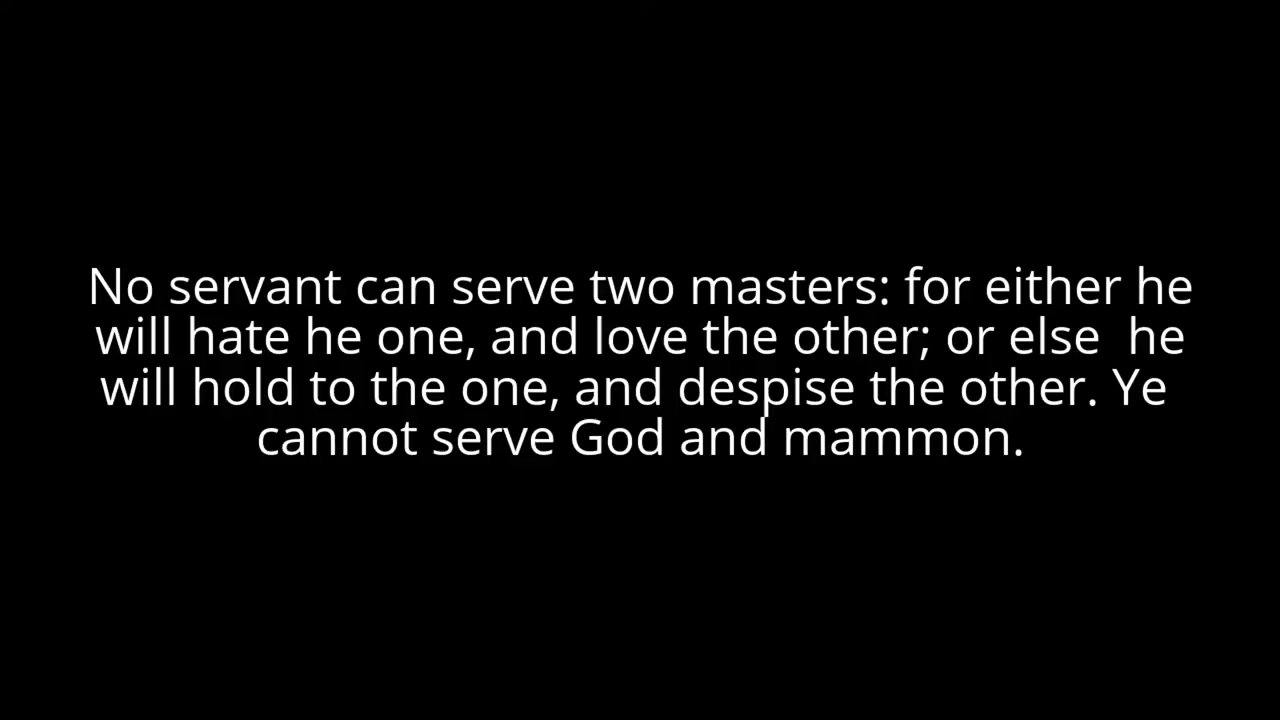 No servant can serve two masters: for either he
will hate he one, and love the other; or else  he
will hold to the one, and despise the other. Ye
cannot serve God and mammon.